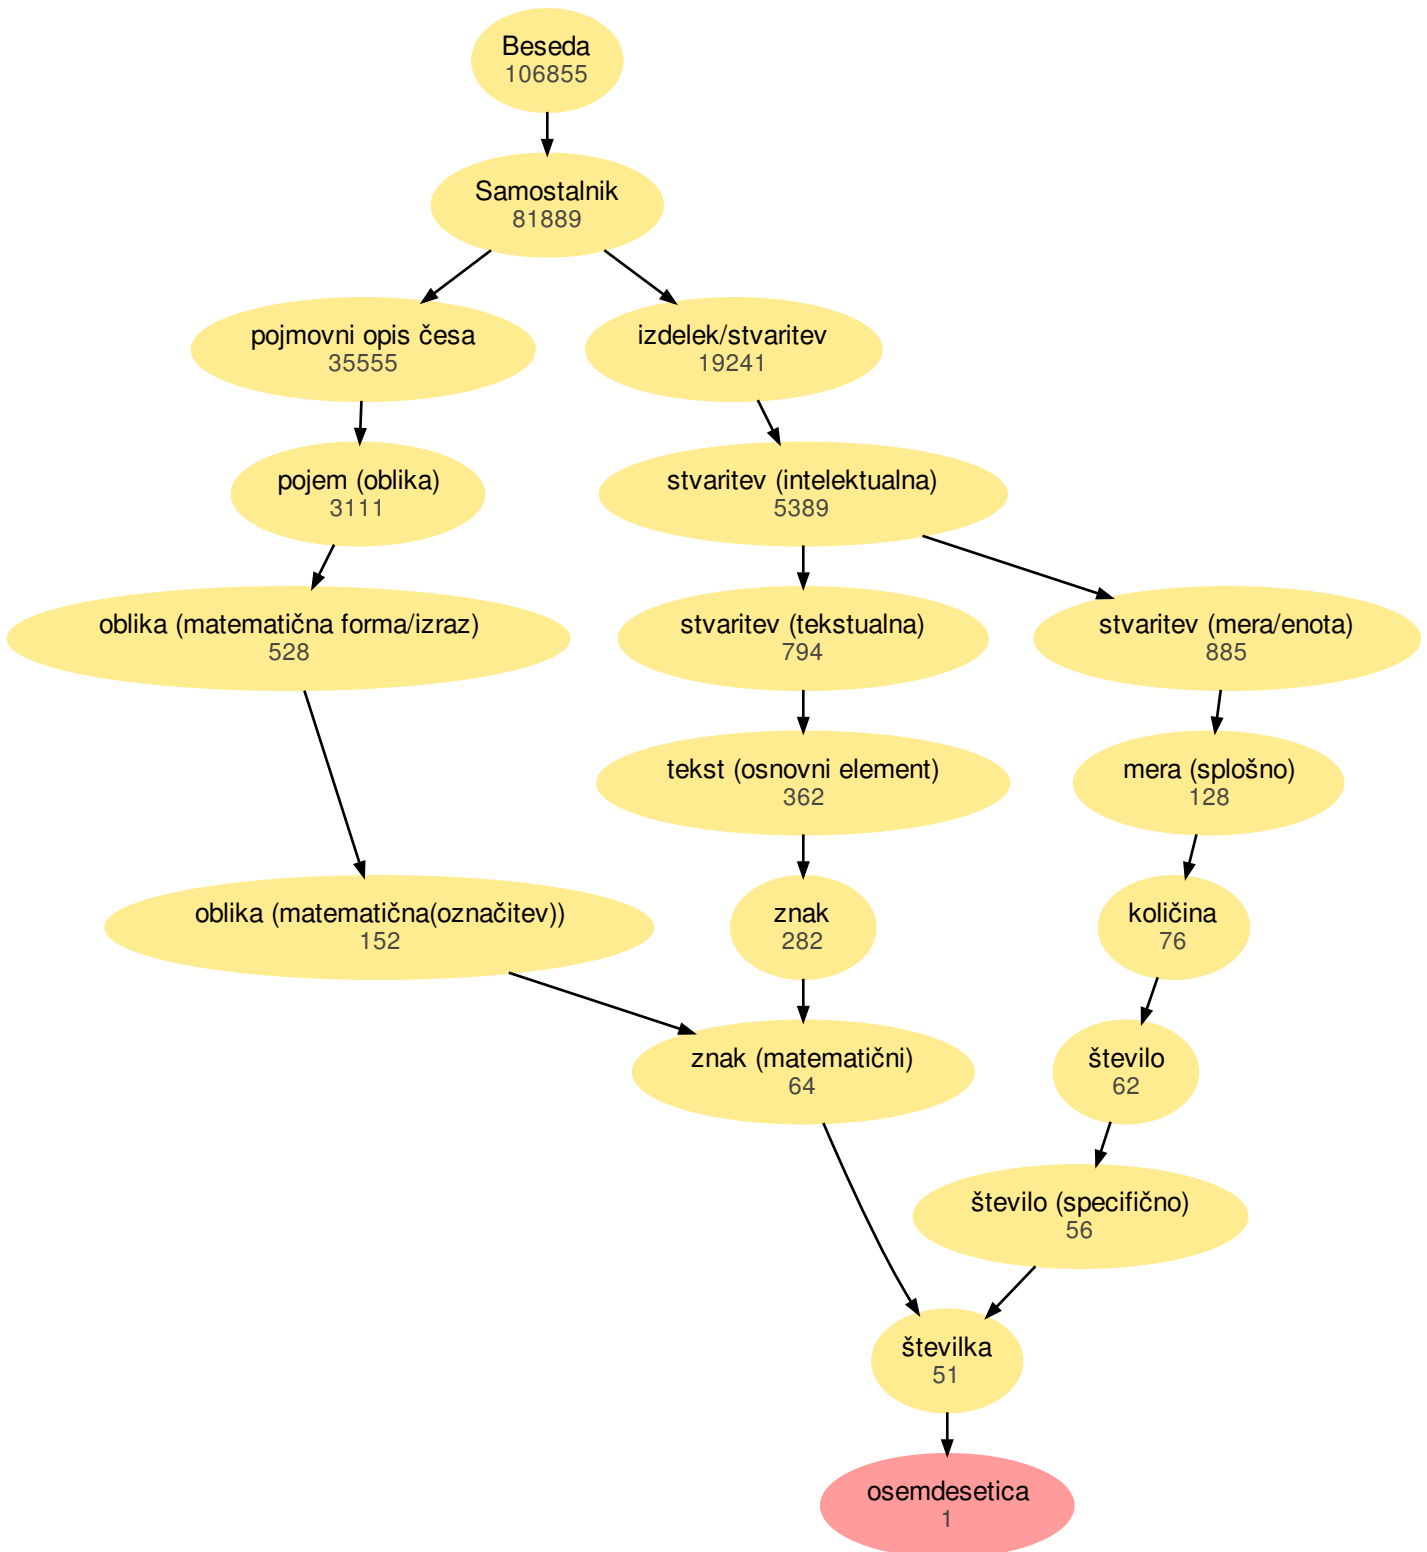 Beseda
106855
Samostalnik
81889
pojmovni opis česa
35555
izdelek/stvaritev
19241
pojem (oblika)
3111
stvaritev (intelektualna)
5389
oblika (matematična forma/izraz)
528
stvaritev (tekstualna)
794
stvaritev (mera/enota)
885
tekst (osnovni element)
362
mera (splošno)
128
oblika (matematična(označitev))
152
znak
282
količina
76
znak (matematični)
64
število
62
število (specifično)
56
številka
51
osemdesetica
1